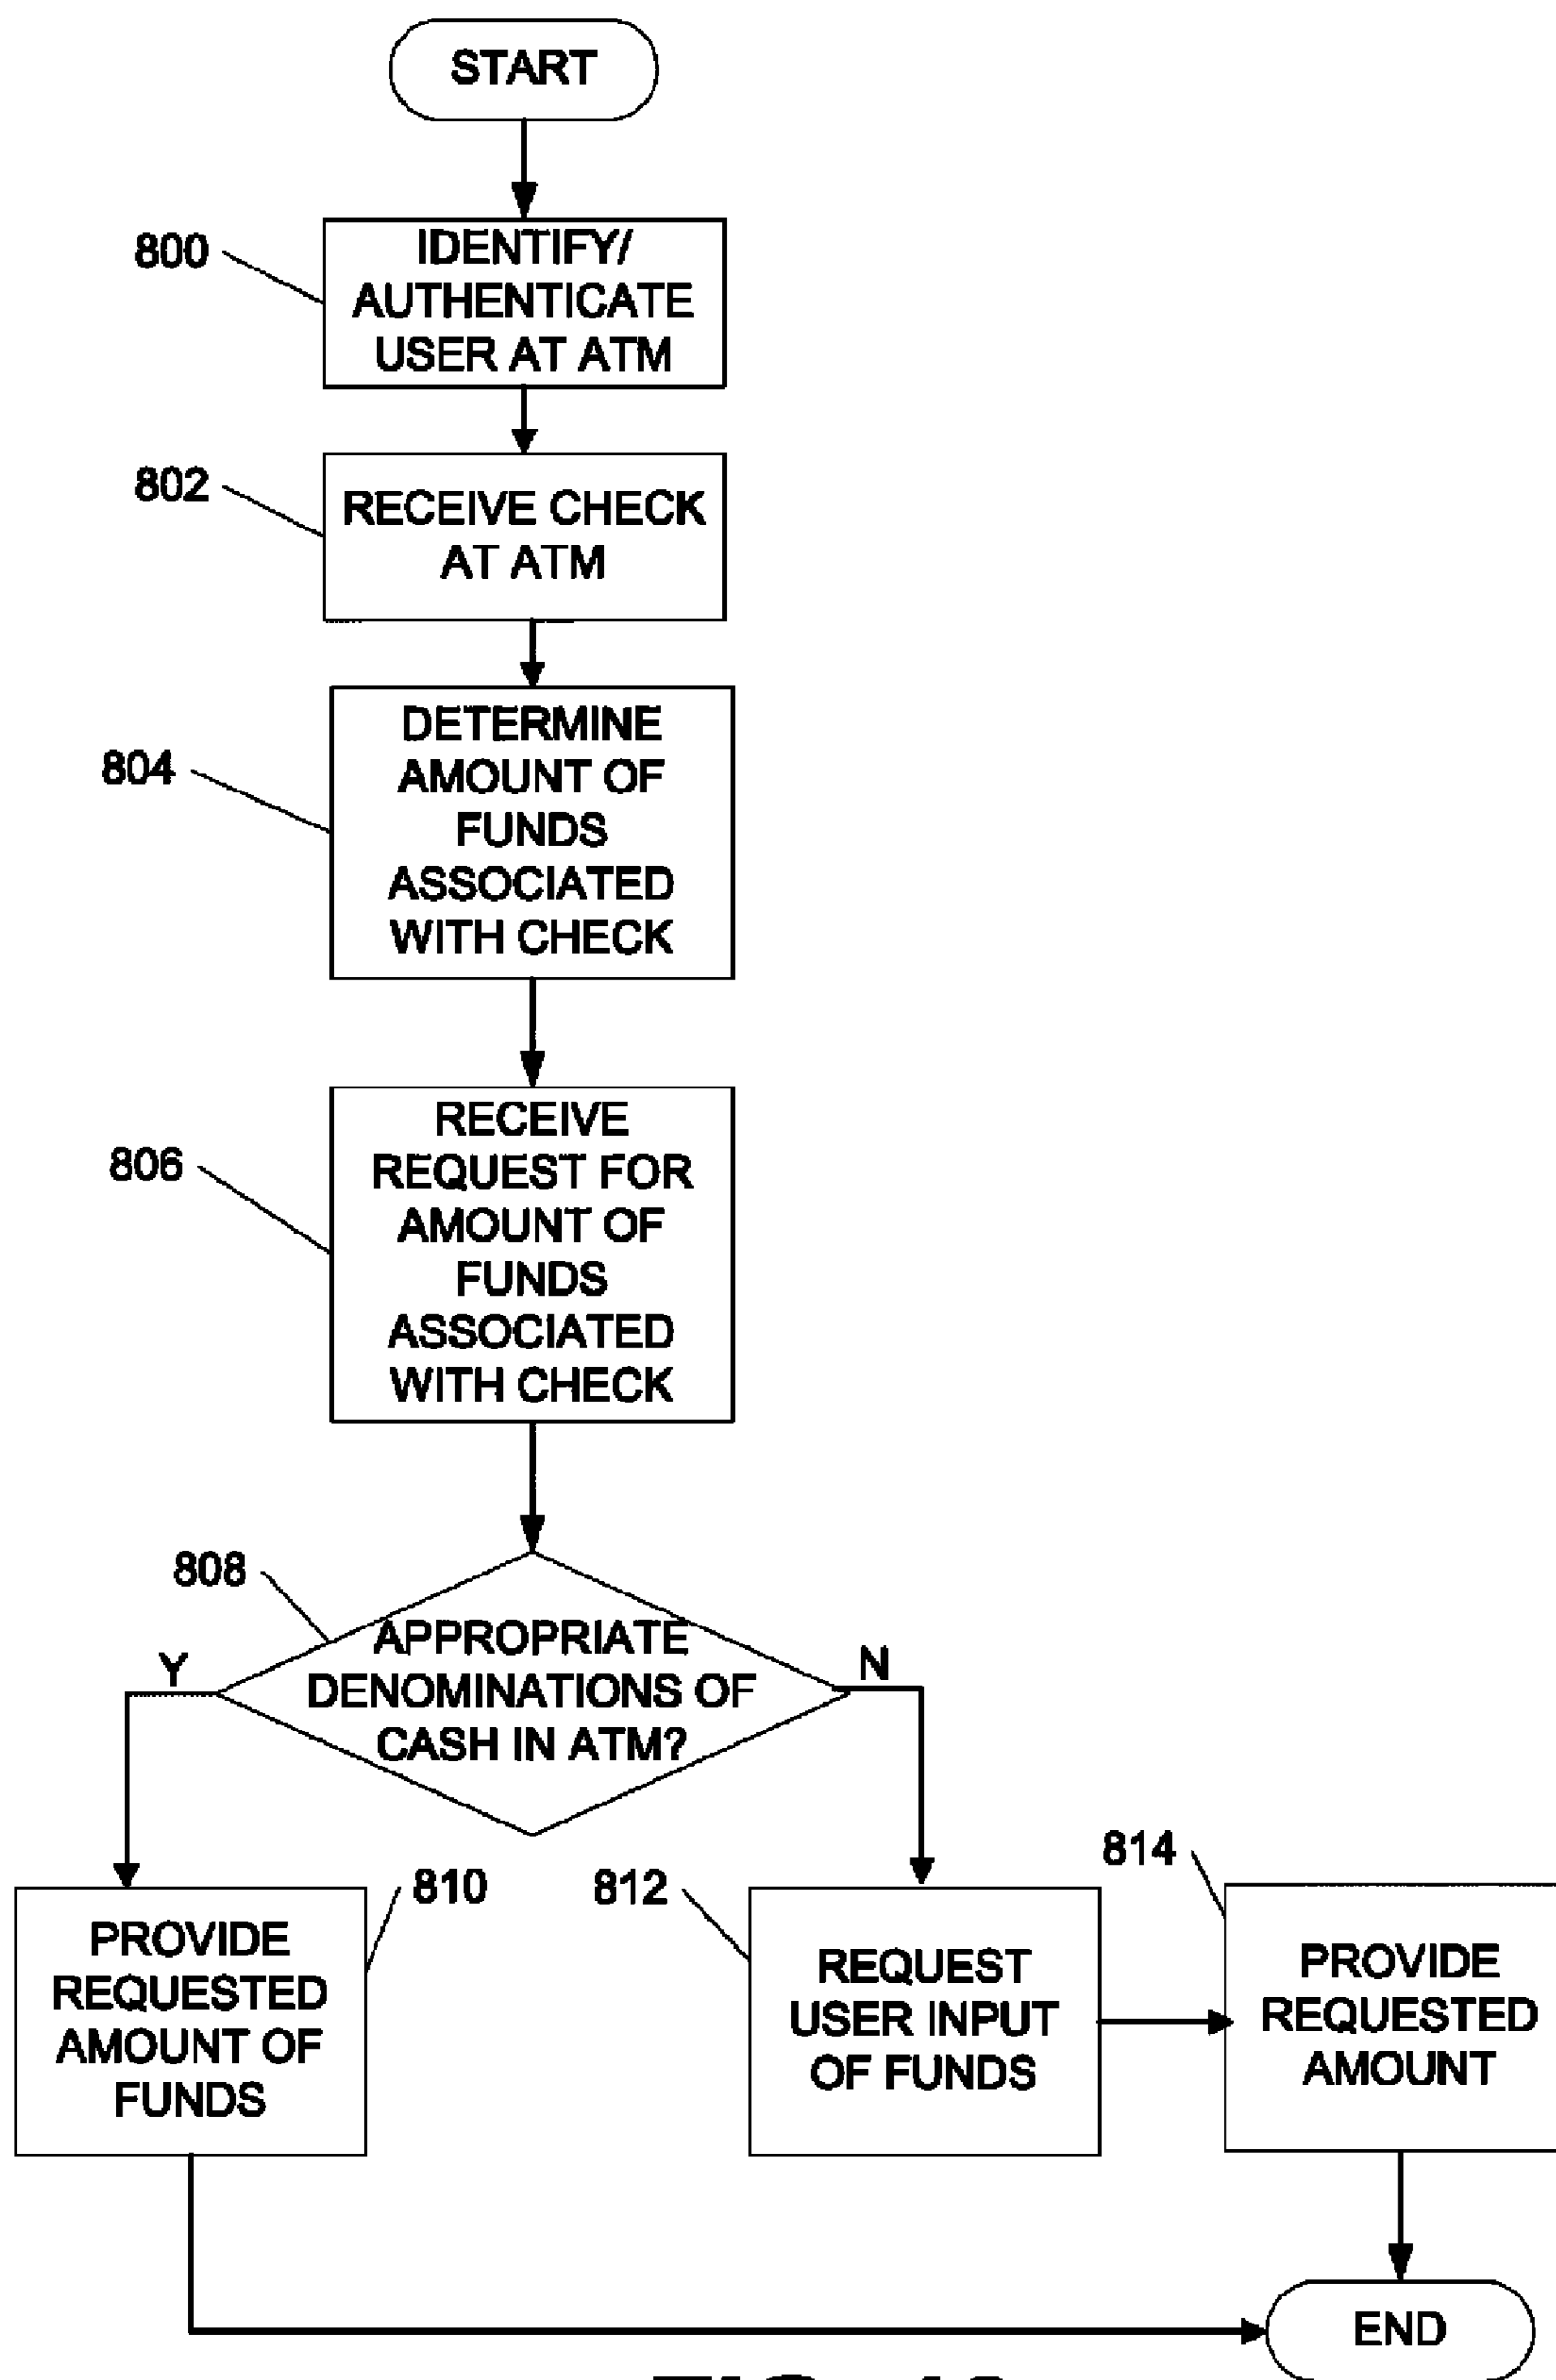 START
800
IDENTIFY/
AUTHENTICATE
USER AT ATM
802
RECEIVE CHECK
AT ATM
804
DETERMINE
AMOUNT OF
FUNDS
ASSOCIATED
WITH CHECK
806
RECEIVE
REQUEST FOR
AMOUNT OF
FUNDS
ASSOCIATED
WITH CHECK
808
APPROPRIATE
DENOMINATIONS OF
CASH IN ATM?
Y
N
810
PROVIDE
REQUESTED
AMOUNT OF
FUNDS
812
REQUEST
USER INPUT
OF FUNDS
814
PROVIDE
REQUESTED
AMOUNT
END